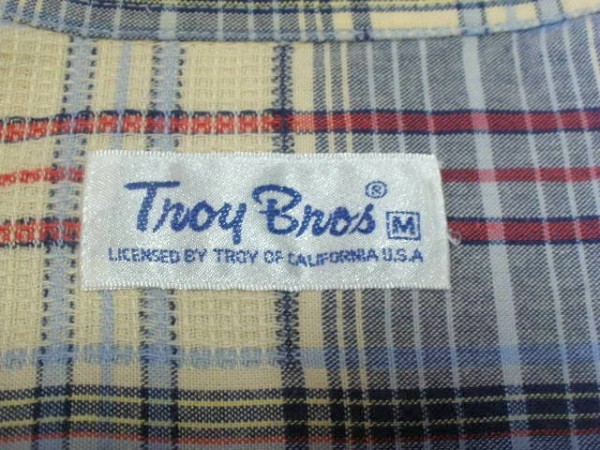 Troy Bros ® M
LICENSED BY TROY OF CALIFORNIA U.S.A